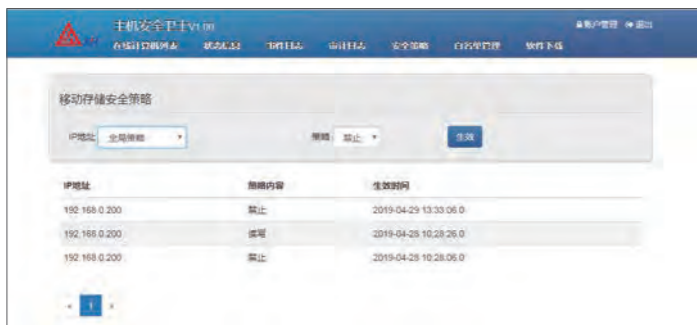 主机安全卫士V1.00
账户管理 退出
在线计算机列表 状态信息 事件日志 审计日志 安全策略 白名单管理 软件下载
移动存储安全策略
IP地址 全局策略 策略 禁止 生效
IP地址 策略内容 生效时间
192.168.0.200 禁止 2019-04-29 13:33:06.0
192.168.0.200 读写 2019-04-28 10:28:26.0
192.168.0.200 禁止 2019-04-28 10:28:06.0
« 1 »